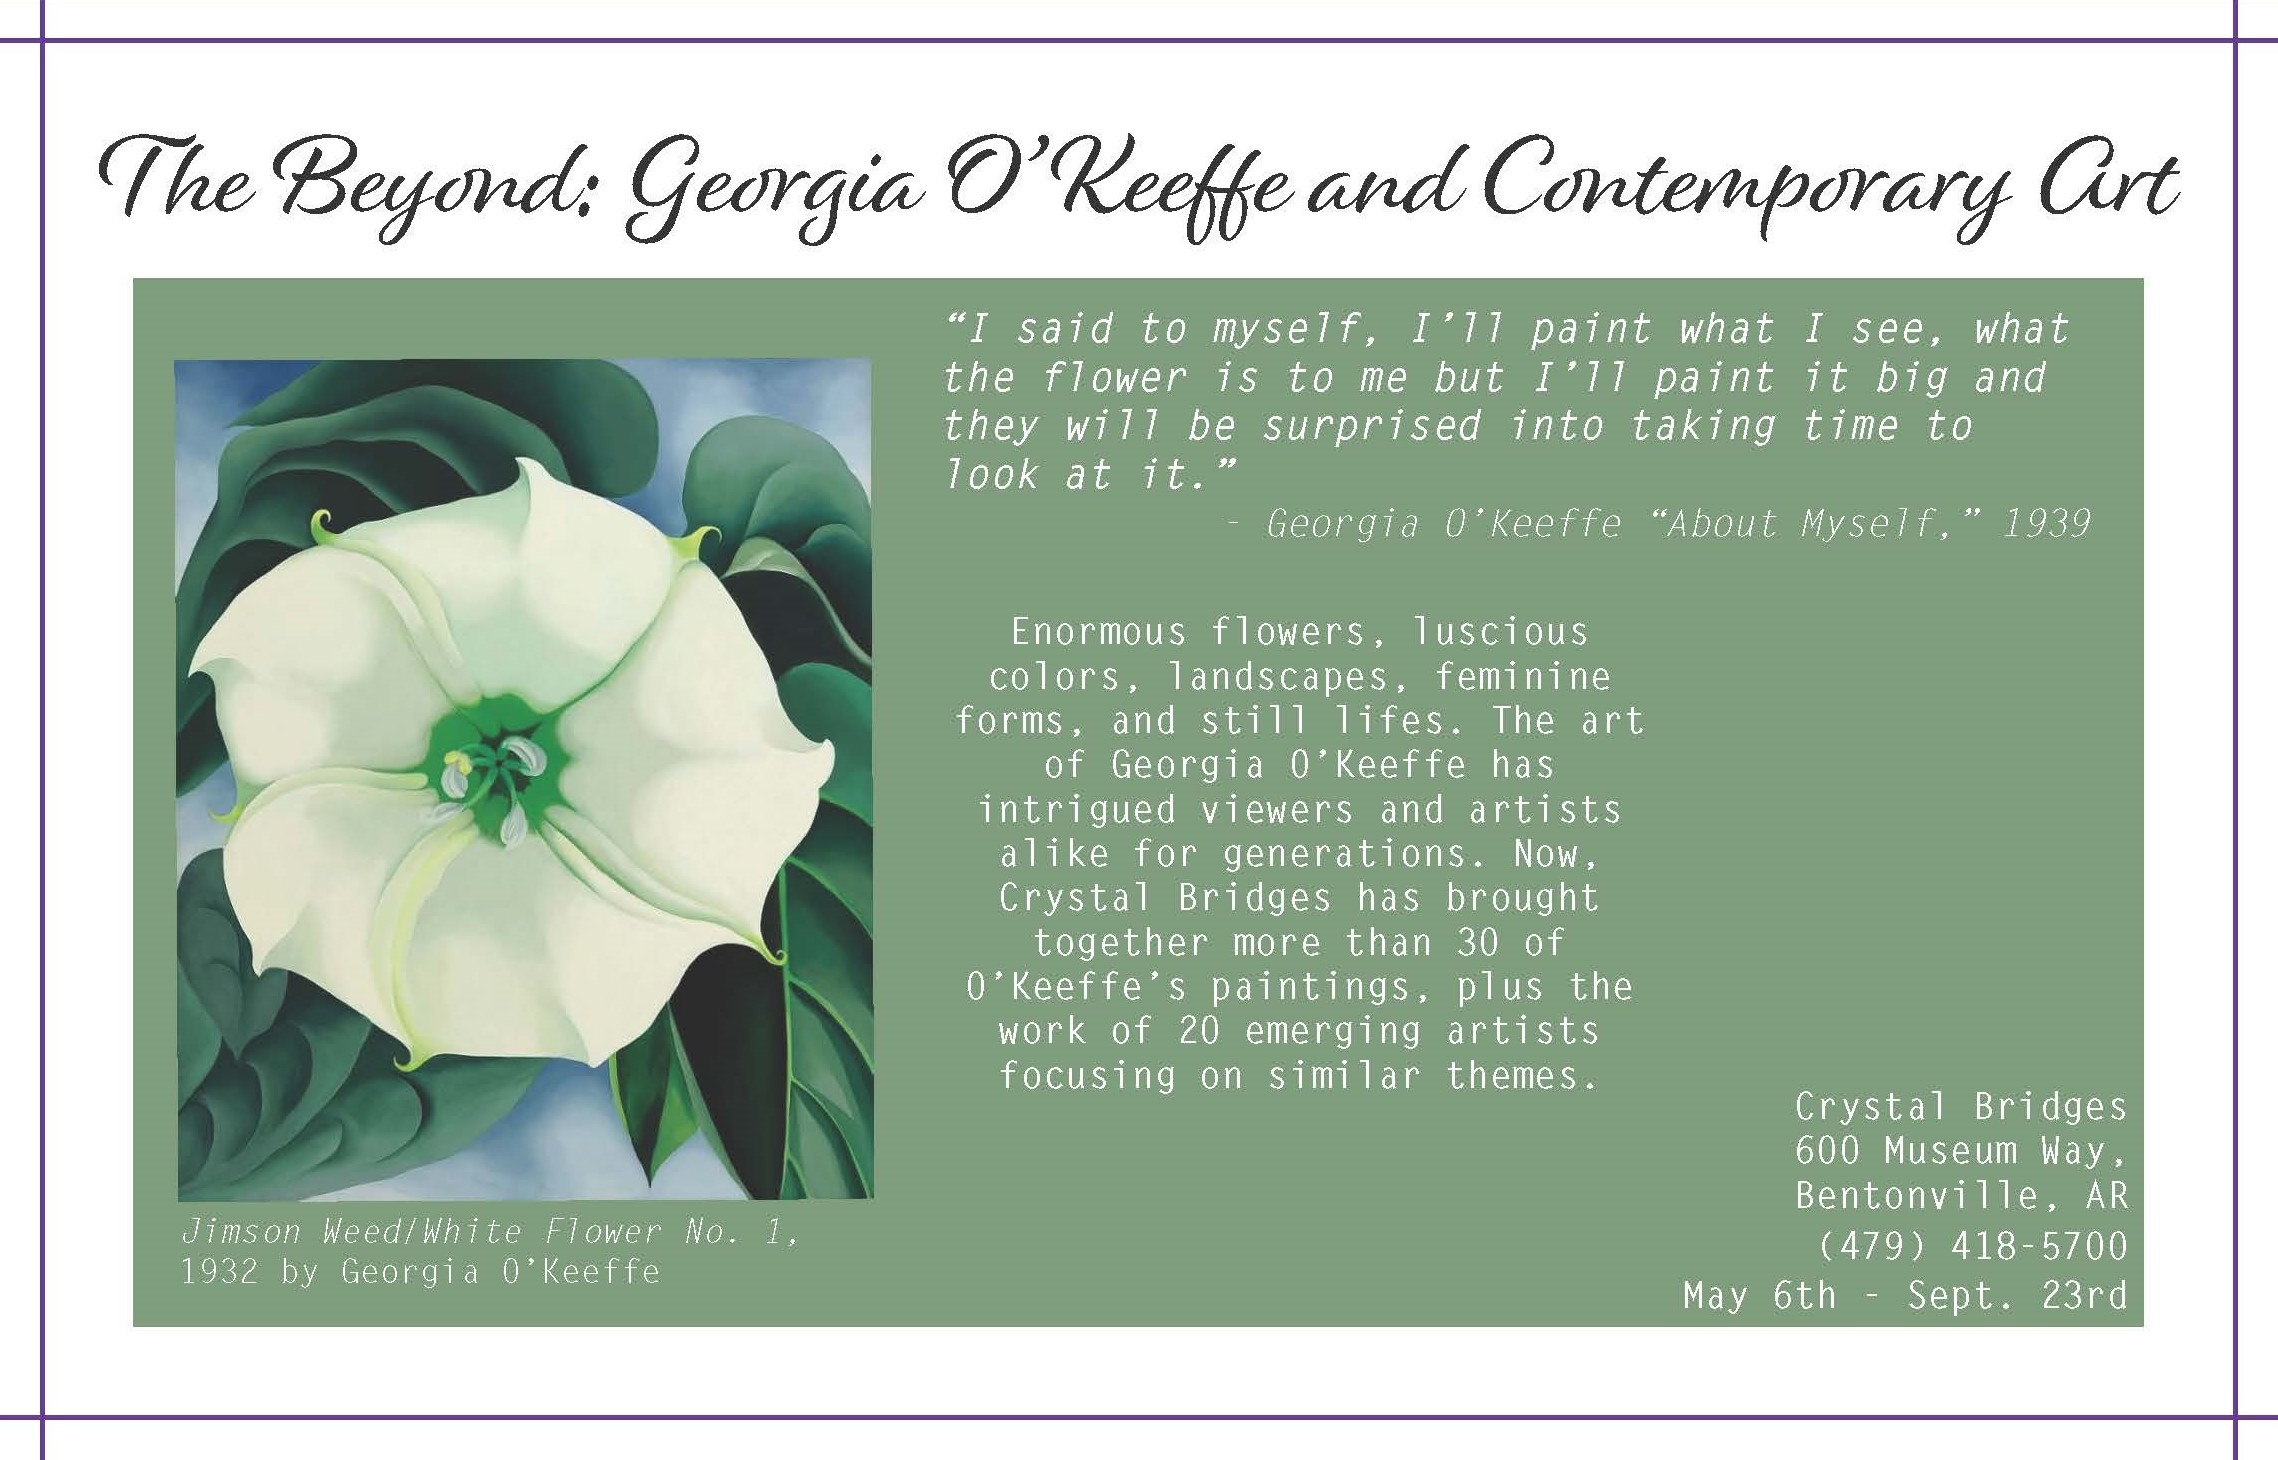 The Beyond: Georgia O’Keeffe and Contemporary Art
“I said to myself, I’ll paint what I see, what
the flower is to me but I’ll paint it big and
they will be surprised into taking time to
look at it.”
- Georgia O’Keeffe “About Myself,” 1939
Enormous flowers, luscious
colors, landscapes, feminine
forms, and still lifes. The art
of Georgia O’Keeffe has
intrigued viewers and artists
alike for generations. Now,
Crystal Bridges has brought
together more than 30 of
O’Keeffe’s paintings, plus the
work of 20 emerging artists
focusing on similar themes.
Jimson Weed/White Flower No. 1,
1932 by Georgia O’Keeffe
Crystal Bridges
600 Museum Way,
Bentonville, AR
(479) 418-5700
May 6th - Sept. 23rd